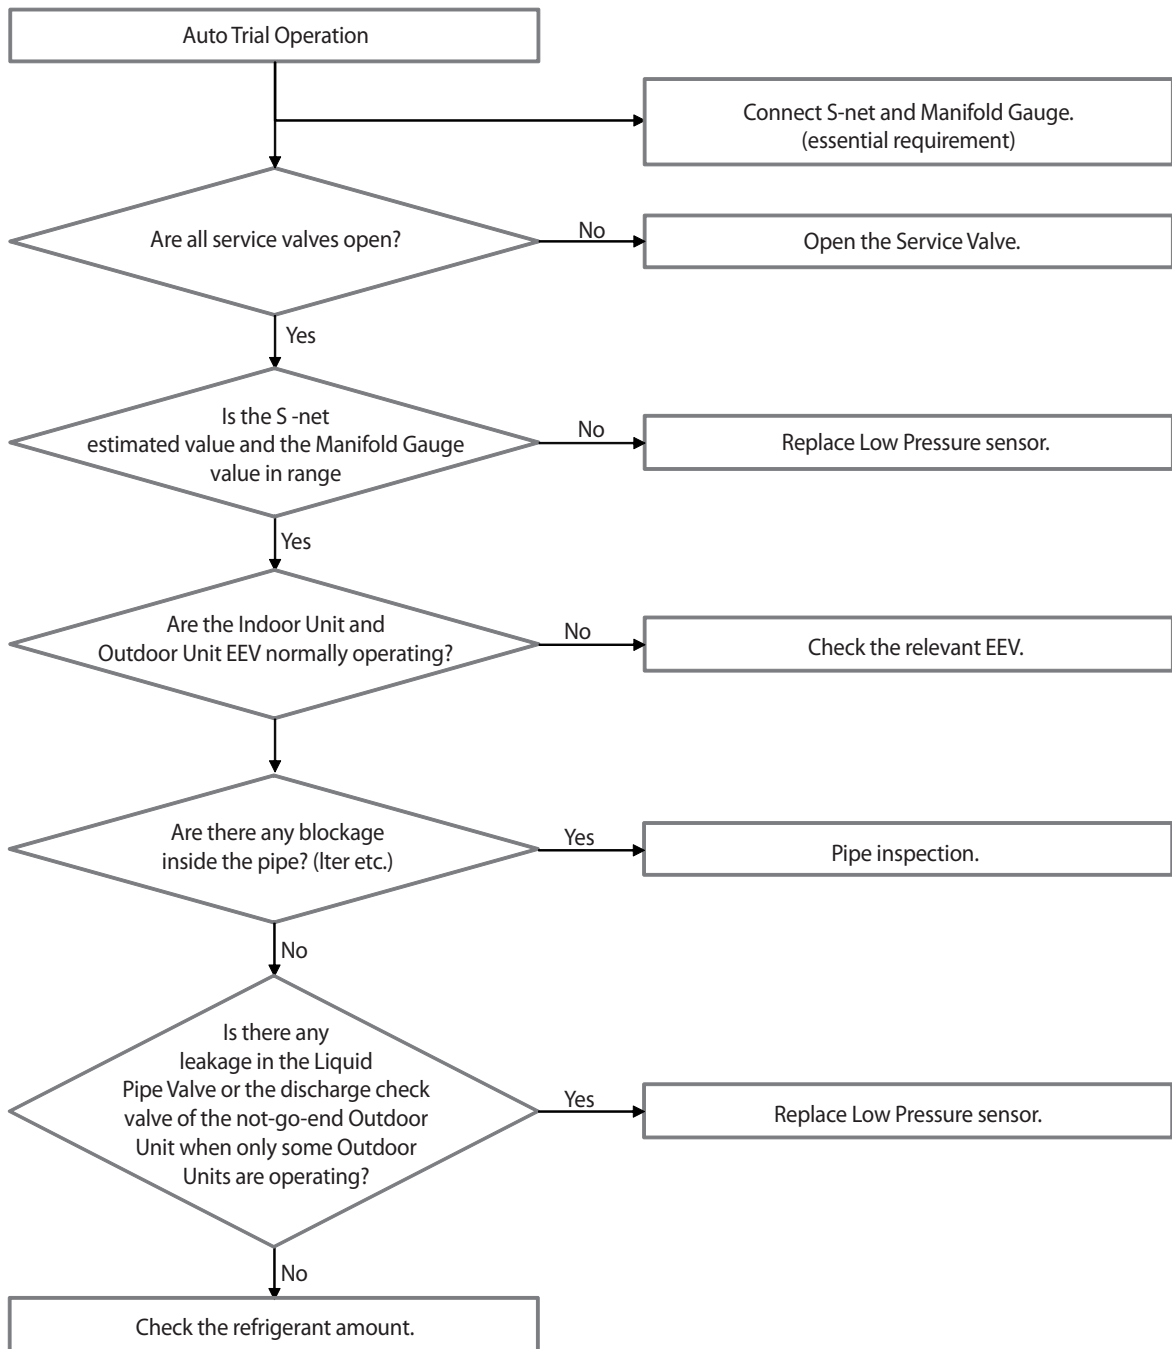 Auto Trial Operation
Connect S-net and Manifold Gauge.
(essential requirement)
Are all service valves open?
No
Open the Service Valve.
Yes
Is the S -net
estimated value and the Manifold Gauge
value in range
No
Replace Low Pressure sensor.
Yes
Are the Indoor Unit and
Outdoor Unit EEV normally operating?
No
Check the relevant EEV.
Are there any blockage
inside the pipe? (lter etc.)
Yes
Pipe inspection.
No
Is there any
leakage in the Liquid
Pipe Valve or the discharge check
valve of the not-go-end Outdoor
Unit when only some Outdoor
Units are operating?
Yes
Replace Low Pressure sensor.
No
Check the refrigerant amount.